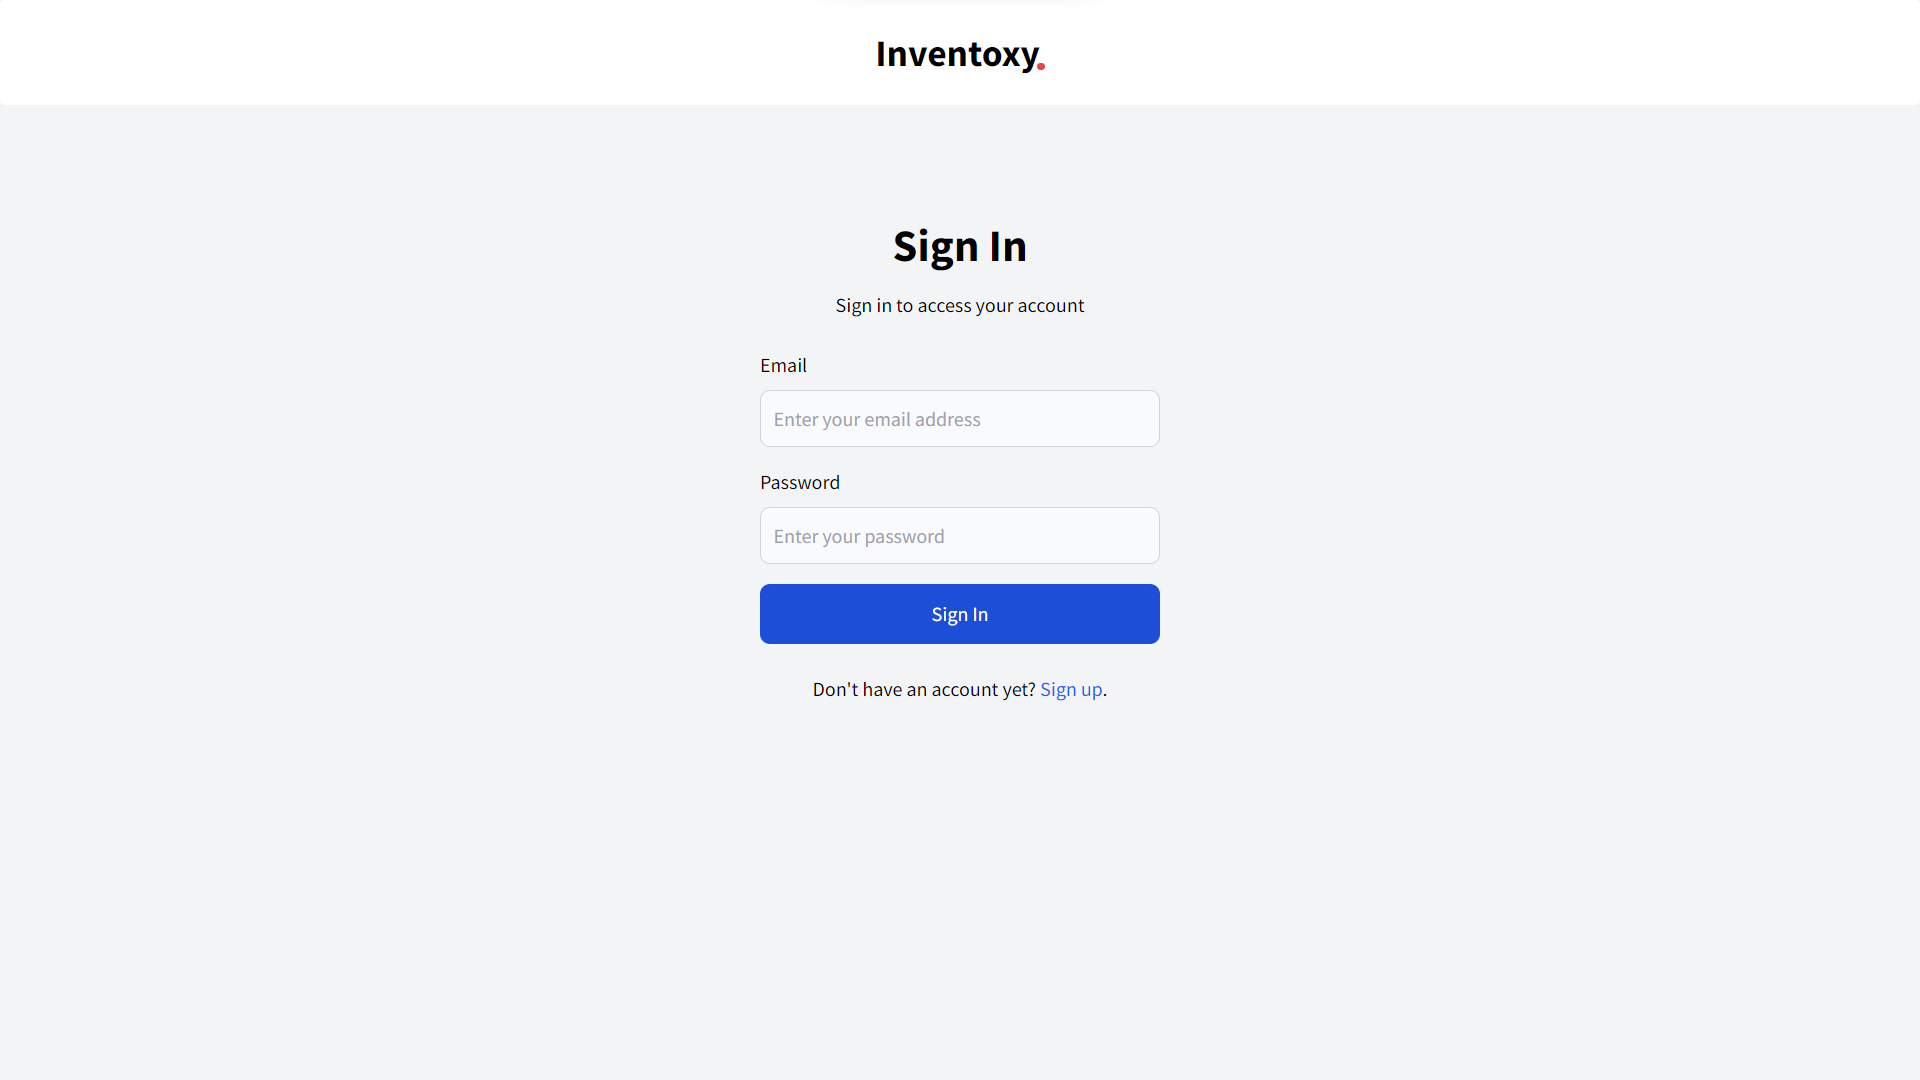 Inventoxy.
Sign In
Sign in to access your account
Email
Enter your email address
Password
Enter your password
Sign In
Don't have an account yet? Sign up.